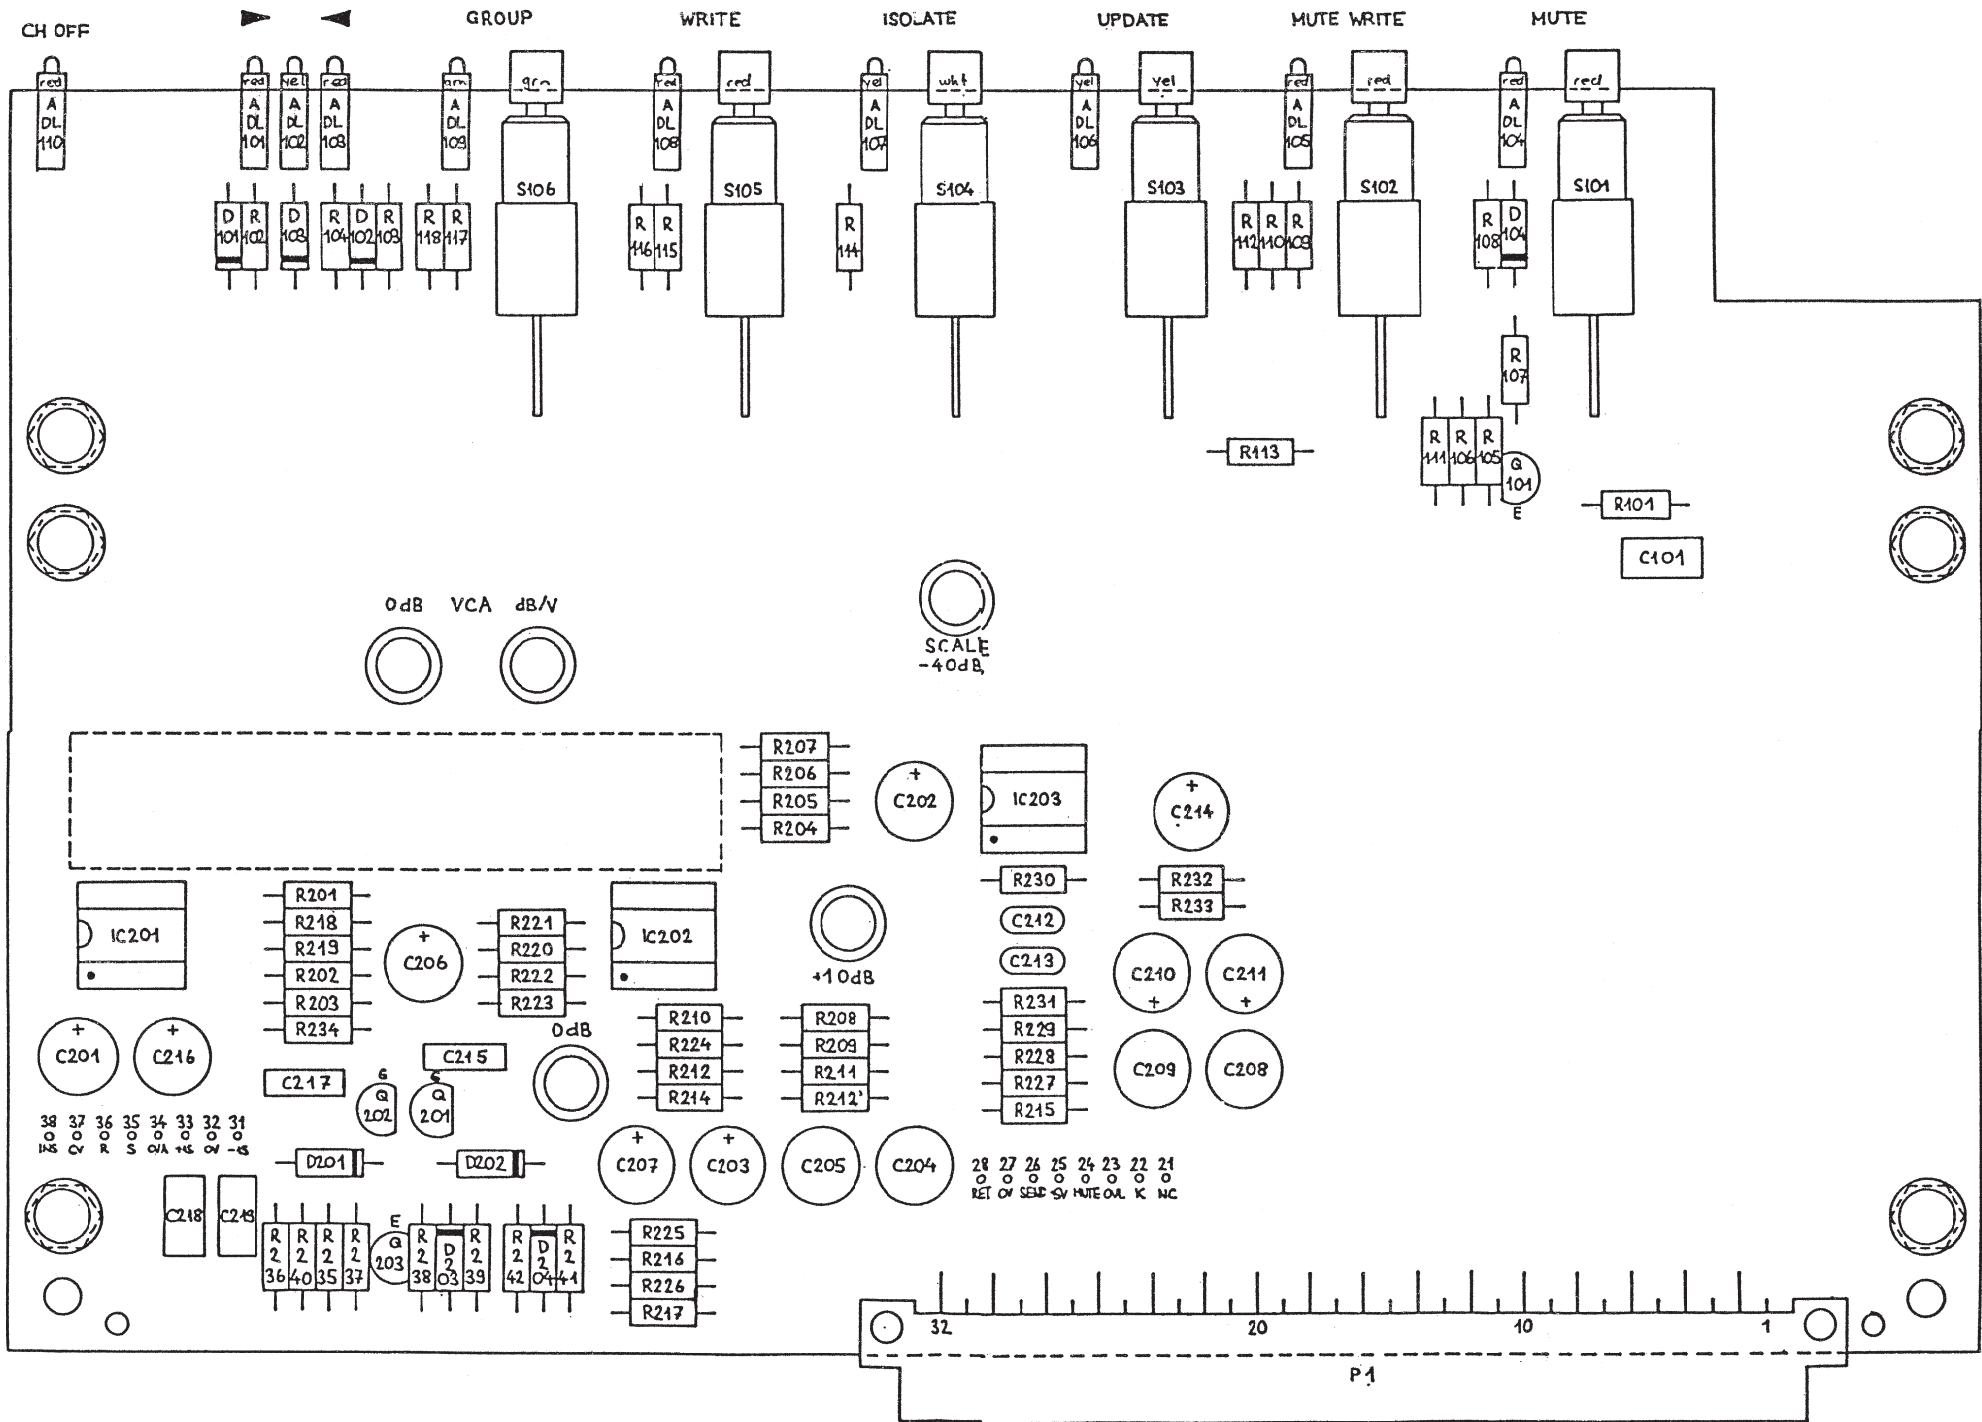 CH OFF
GROUP
WRITE
ISOLATE
UPDATE
MUTE WRITE
MUTE
red A DL 110
red A DL 101
yel A DL 102
red A DL 103
grn A DL 109
grn
red A DL 108
red
yel A DL 107
wht
yel A DL 106
yel
red A DL 105
red
red A DL 104
red
S106
S105
S104
S103
S102
S101
D 101
R 102
D 103
R 104
D 102
R 103
R 118
R 117
R 116
R 115
R 114
R 112
R 110
R 109
R 108
D 104
R 107
R113
R 111
R 106
R 105
Q 101
E
R101
C101
0dB VCA dB/V
SCALE
-40dB
R207
R206
R205
R204
C202
IC203
C214
R230
R232
R233
C212
C213
IC201
R201
R218
R219
R202
R203
R234
C206
R221
R220
R222
R223
IC202
+10dB
C210
C211
C209
C208
R231
R229
R228
R227
R215
0dB
R210
R224
R212
R214
R208
R209
R211
R212'
C201
C216
C217
C215
G
Q 202
S
Q 201
38 37 36 35 34 33 32 31
INS CV R S O/A +1S OV -1S
D201
D202
C207
C203
C205
C204
28 27 26 25 24 23 22 21
RET OV SEND SV MUTE OVL K NC
C218
C219
R 2 36
R 2 40
R 2 35
R 2 37
E
Q 203
R 2 38
D 2 03
R 2 39
R 2 42
D 2 04
R 2 41
R225
R216
R226
R217
32
20
10
1
P1